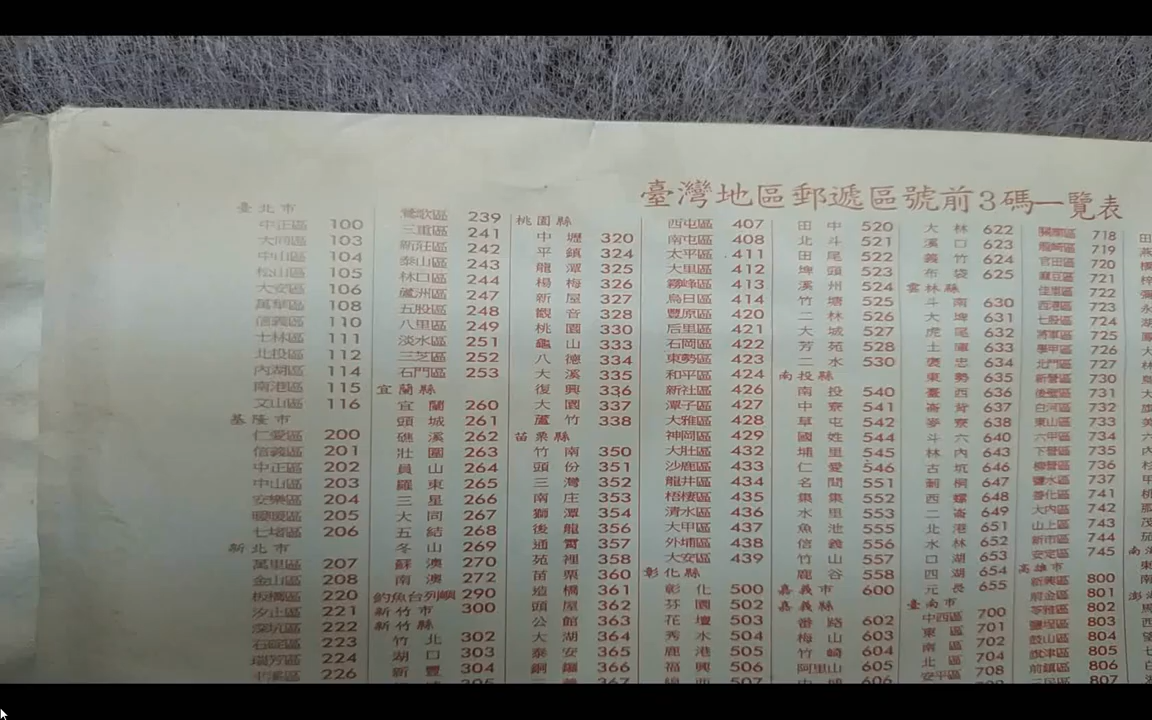 臺灣地區郵遞區號前3碼一覽表
臺北市
中正區 100
大同區 103
中山區 104
松山區 105
大安區 106
萬華區 108
信義區 110
士林區 111
北投區 112
內湖區 114
南港區 115
文山區 116
基隆市
仁愛區 200
信義區 201
中正區 202
中山區 203
安樂區 204
暖暖區 205
七堵區 206
新北市
萬里區 207
金山區 208
板橋區 220
汐止區 221
深坑區 222
石碇區 223
瑞芳區 224
平溪區 226
鶯歌區 239
三重區 241
新莊區 242
泰山區 243
林口區 244
蘆洲區 247
五股區 248
八里區 249
淡水區 251
三芝區 252
石門區 253
宜蘭縣
宜蘭 260
頭城 261
礁溪 262
壯圍 263
員山 264
羅東 265
三星 266
大同 267
五結 268
冬山 269
蘇澳 270
南澳 272
釣魚台列嶼 290
新竹市 300
新竹縣
竹北 302
湖口 303
新豐 304
305
桃園縣
中壢 320
平鎮 324
龍潭 325
楊梅 326
新屋 327
觀音 328
桃園 330
龜山 333
八德 334
大溪 335
復興 336
大園 337
蘆竹 338
苗栗縣
竹南 350
頭份 351
三灣 352
南庄 353
獅潭 354
後龍 356
通霄 357
苑裡 358
苗栗 360
造橋 361
頭屋 362
公館 363
大湖 364
泰安 365
銅鑼 366
三義 367
西屯區 407
南屯區 408
太平區 411
大里區 412
霧峰區 413
烏日區 414
豐原區 420
后里區 421
石岡區 422
東勢區 423
和平區 424
新社區 426
潭子區 427
大雅區 428
神岡區 429
大肚區 432
沙鹿區 433
龍井區 434
梧棲區 435
清水區 436
大甲區 437
外埔區 438
大安區 439
彰化縣
彰化 500
芬園 502
花壇 503
秀水 504
鹿港 505
福興 506
線西 507
田中 520
北斗 521
田尾 522
埤頭 523
溪州 524
竹塘 525
二林 526
大城 527
芳苑 528
二水 530
南投縣
南投 540
中寮 541
草屯 542
國姓 544
埔里 545
仁愛 546
名間 551
集集 552
水里 553
魚池 555
信義 556
竹山 557
鹿谷 558
嘉義市 600
嘉義縣
番路 602
梅山 603
竹崎 604
阿里山 605
中埔 606
大林 622
溪口 623
義竹 624
布袋 625
雲林縣
斗南 630
大埤 631
虎尾 632
土庫 633
褒忠 634
東勢 635
臺西 636
崙背 637
麥寮 638
斗六 640
林內 643
古坑 646
莿桐 647
西螺 648
二崙 649
北港 651
水林 652
口湖 653
四湖 654
元長 655
臺南市
中西區 700
東區 701
南區 702
北區 704
安平區 708
關廟區 718
龍崎區 719
官田區 720
麻豆區 721
佳里區 722
西港區 723
七股區 724
將軍區 725
學甲區 726
北門區 727
新營區 730
後壁區 731
白河區 732
東山區 733
六甲區 734
下營區 735
柳營區 736
鹽水區 737
善化區 741
大內區 742
山上區 743
新市區 744
安定區 745
高雄市
新興區 800
前金區 801
苓雅區 802
鹽埕區 803
鼓山區 804
旗津區 805
前鎮區 806
三民區 807